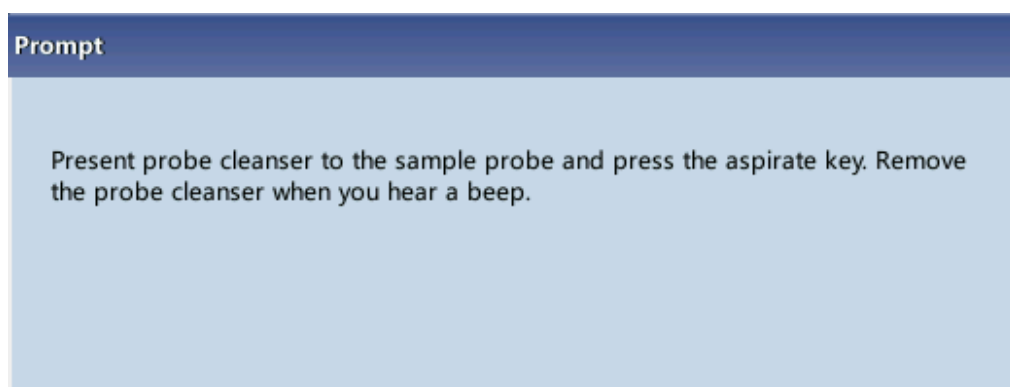 Prompt
Present probe cleanser to the sample probe and press the aspirate key. Remove
the probe cleanser when you hear a beep.